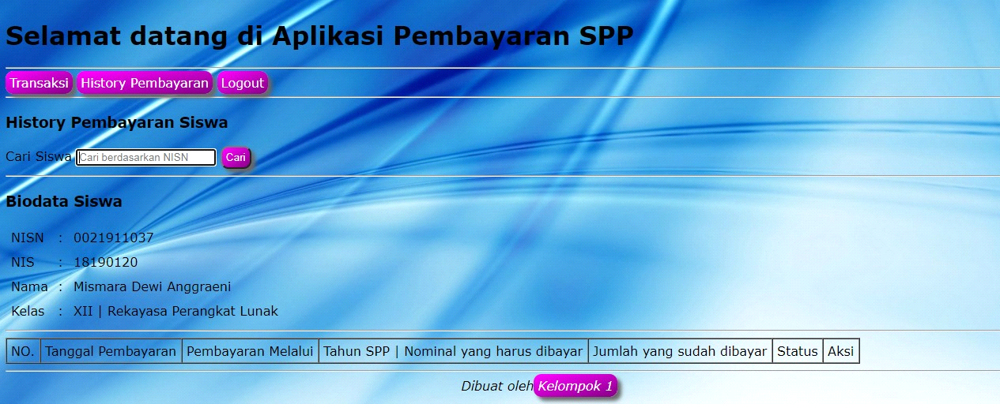 Selamat datang di Aplikasi Pembayaran SPP
Transaksi History Pembayaran Logout
History Pembayaran Siswa
Cari Siswa Cari berdasarkan NISN Cari
Biodata Siswa
NISN : 0021911037
NIS : 18190120
Nama : Mismara Dewi Anggraeni
Kelas : XII | Rekayasa Perangkat Lunak
NO. Tanggal Pembayaran Pembayaran Melalui Tahun SPP | Nominal yang harus dibayar Jumlah yang sudah dibayar Status Aksi
Dibuat oleh Kelompok 1